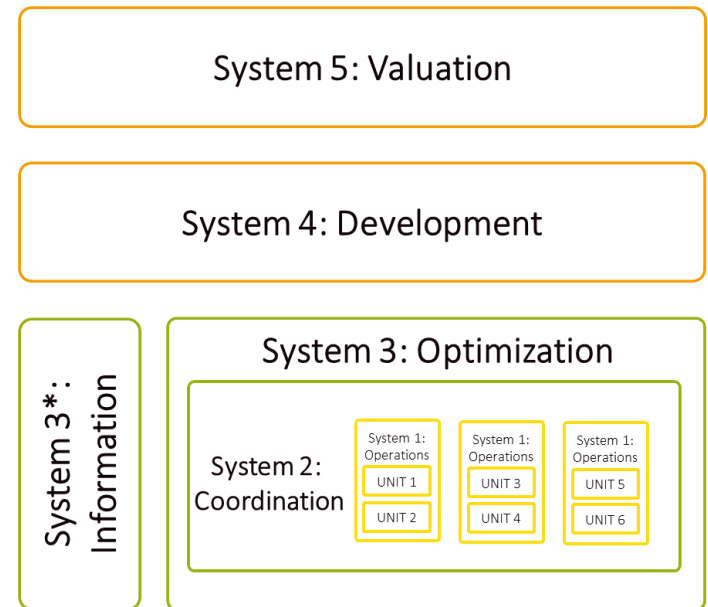 System 5: Valuation
System 4: Development
System 3*:
Information
System 3: Optimization
System 2:
Coordination
System 1:
Operations
UNIT 1
UNIT 2
System 1:
Operations
UNIT 3
UNIT 4
System 1:
Operations
UNIT 5
UNIT 6